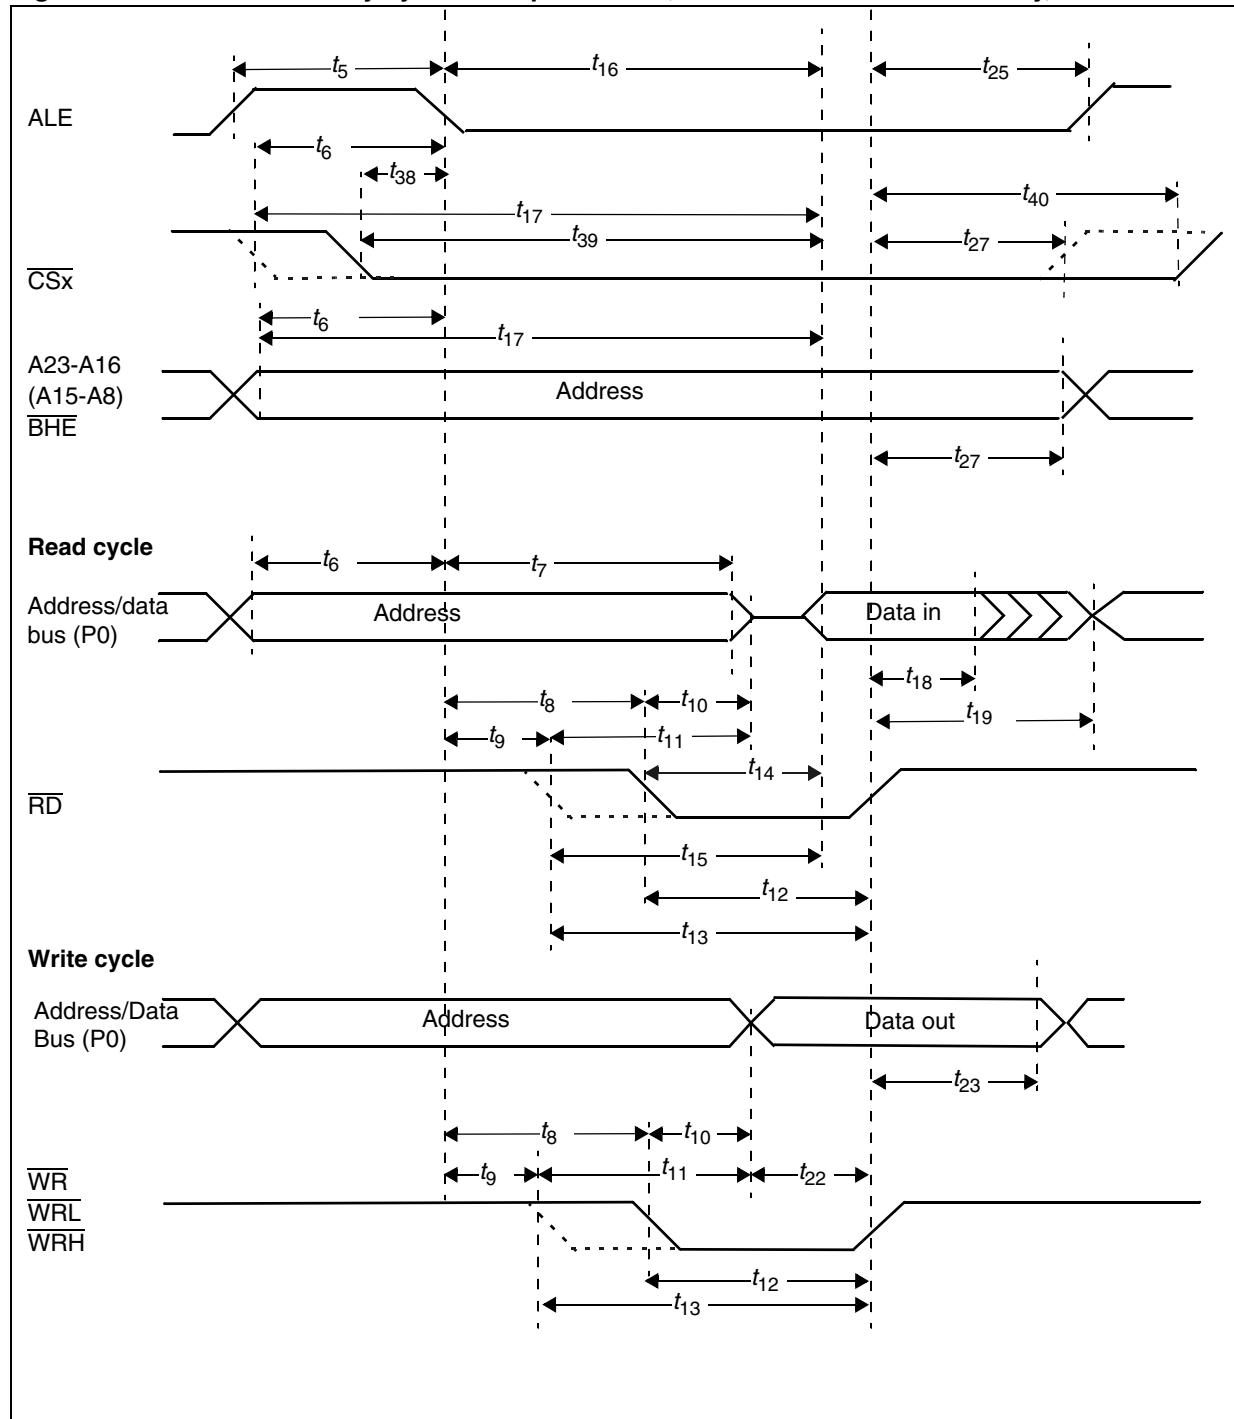 t5
t16
t25
ALE
t6
t38
t40
t17
t39
t27
CSx
t6
t17
A23-A16
(A15-A8)
BHE
Address
t27
Read cycle
t6
t7
Address/data
bus (P0)
Address
Data in
t18
t8
t10
t19
t9
t11
t14
RD
t15
t12
t13
Write cycle
Address/Data
Bus (P0)
Address
Data out
t23
t8
t10
t9
t11
t22
WR
WRL
WRH
t12
t13